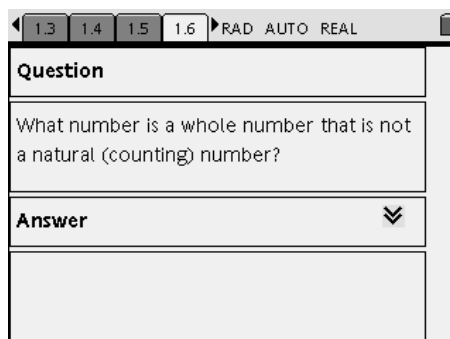 1.3 1.4 1.5 1.6 RAD AUTO REAL
Question
What number is a whole number that is not
a natural (counting) number?
Answer